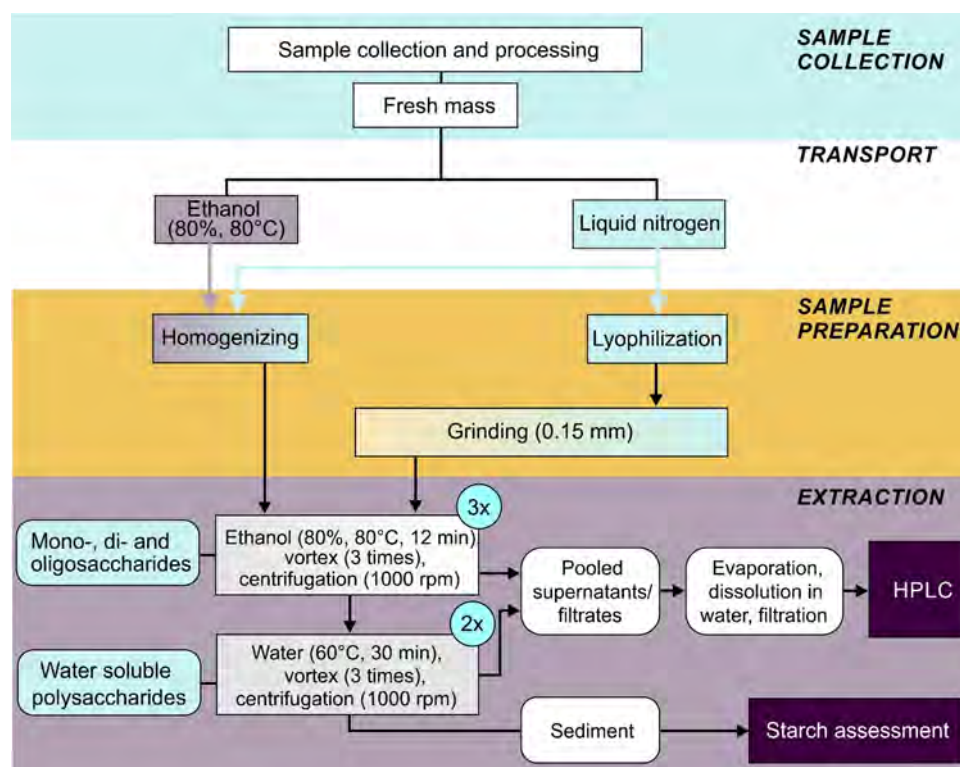 Sample collection and processing
SAMPLE
COLLECTION
Fresh mass
TRANSPORT
Ethanol
(80%, 80°C)
Liquid nitrogen
SAMPLE
PREPARATION
Homogenizing
Lyophilization
Grinding (0.15 mm)
EXTRACTION
3x
Mono-, di- and
oligosaccharides
Ethanol (80%, 80°C, 12 min),
vortex (3 times),
centrifugation (1000 rpm)
Pooled
supernatants/
filtrates
Evaporation,
dissolution in
water, filtration
HPLC
2x
Water soluble
polysaccharides
Water (60°C, 30 min),
vortex (3 times),
centrifugation (1000 rpm)
Sediment
Starch assessment